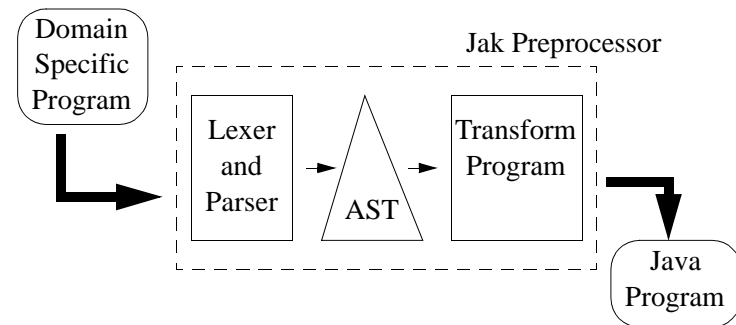 Domain
Specific
Program
Jak Preprocessor
Lexer
and
Parser
AST
Transform
Program
Java
Program